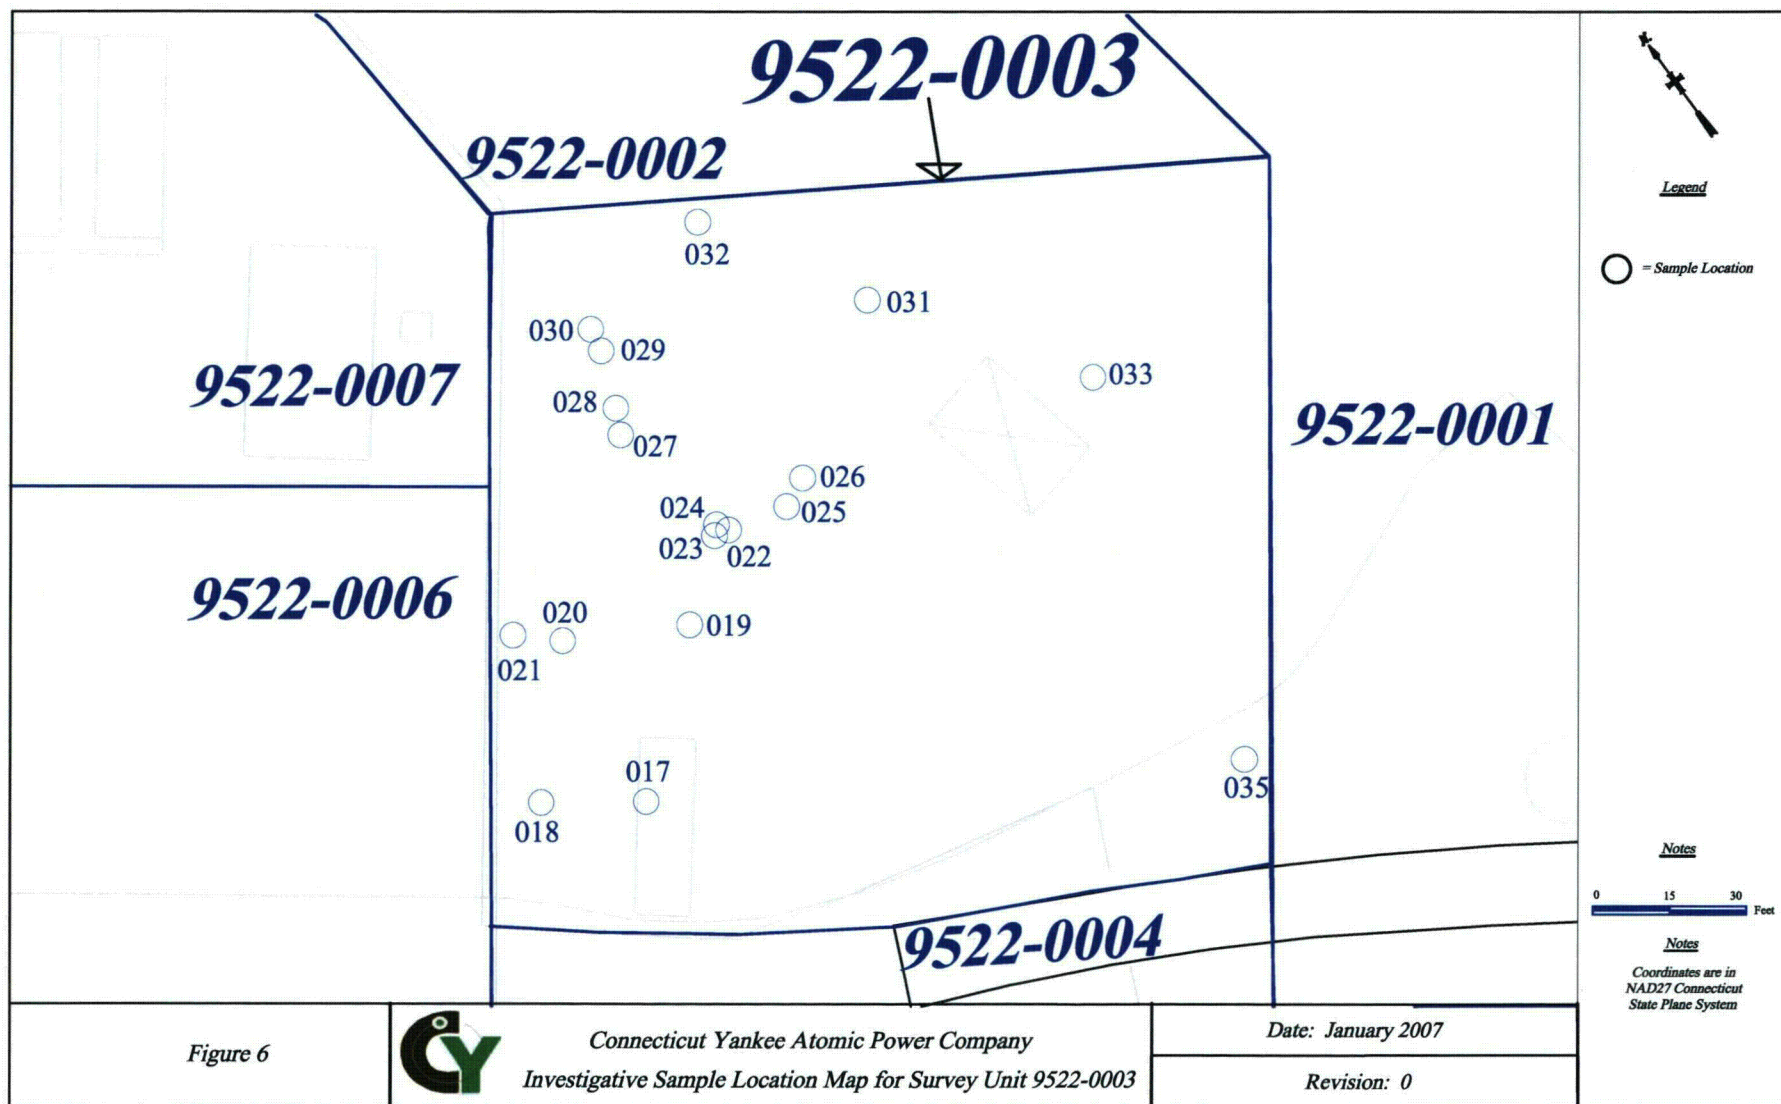 9522-0003
9522-0002
032
031
030
029
033
9522-0007
028
9522-0001
027
026
024
025
023
022
9522-0006
020
019
021
017
035
018
9522-0004
N
Legend
= Sample Location
Notes
0 15 30
Feet
Notes
Coordinates are in
NAD27 Connecticut
State Plane System
Figure 6
CY
Connecticut Yankee Atomic Power Company
Investigative Sample Location Map for Survey Unit 9522-0003
Date: January 2007
Revision: 0